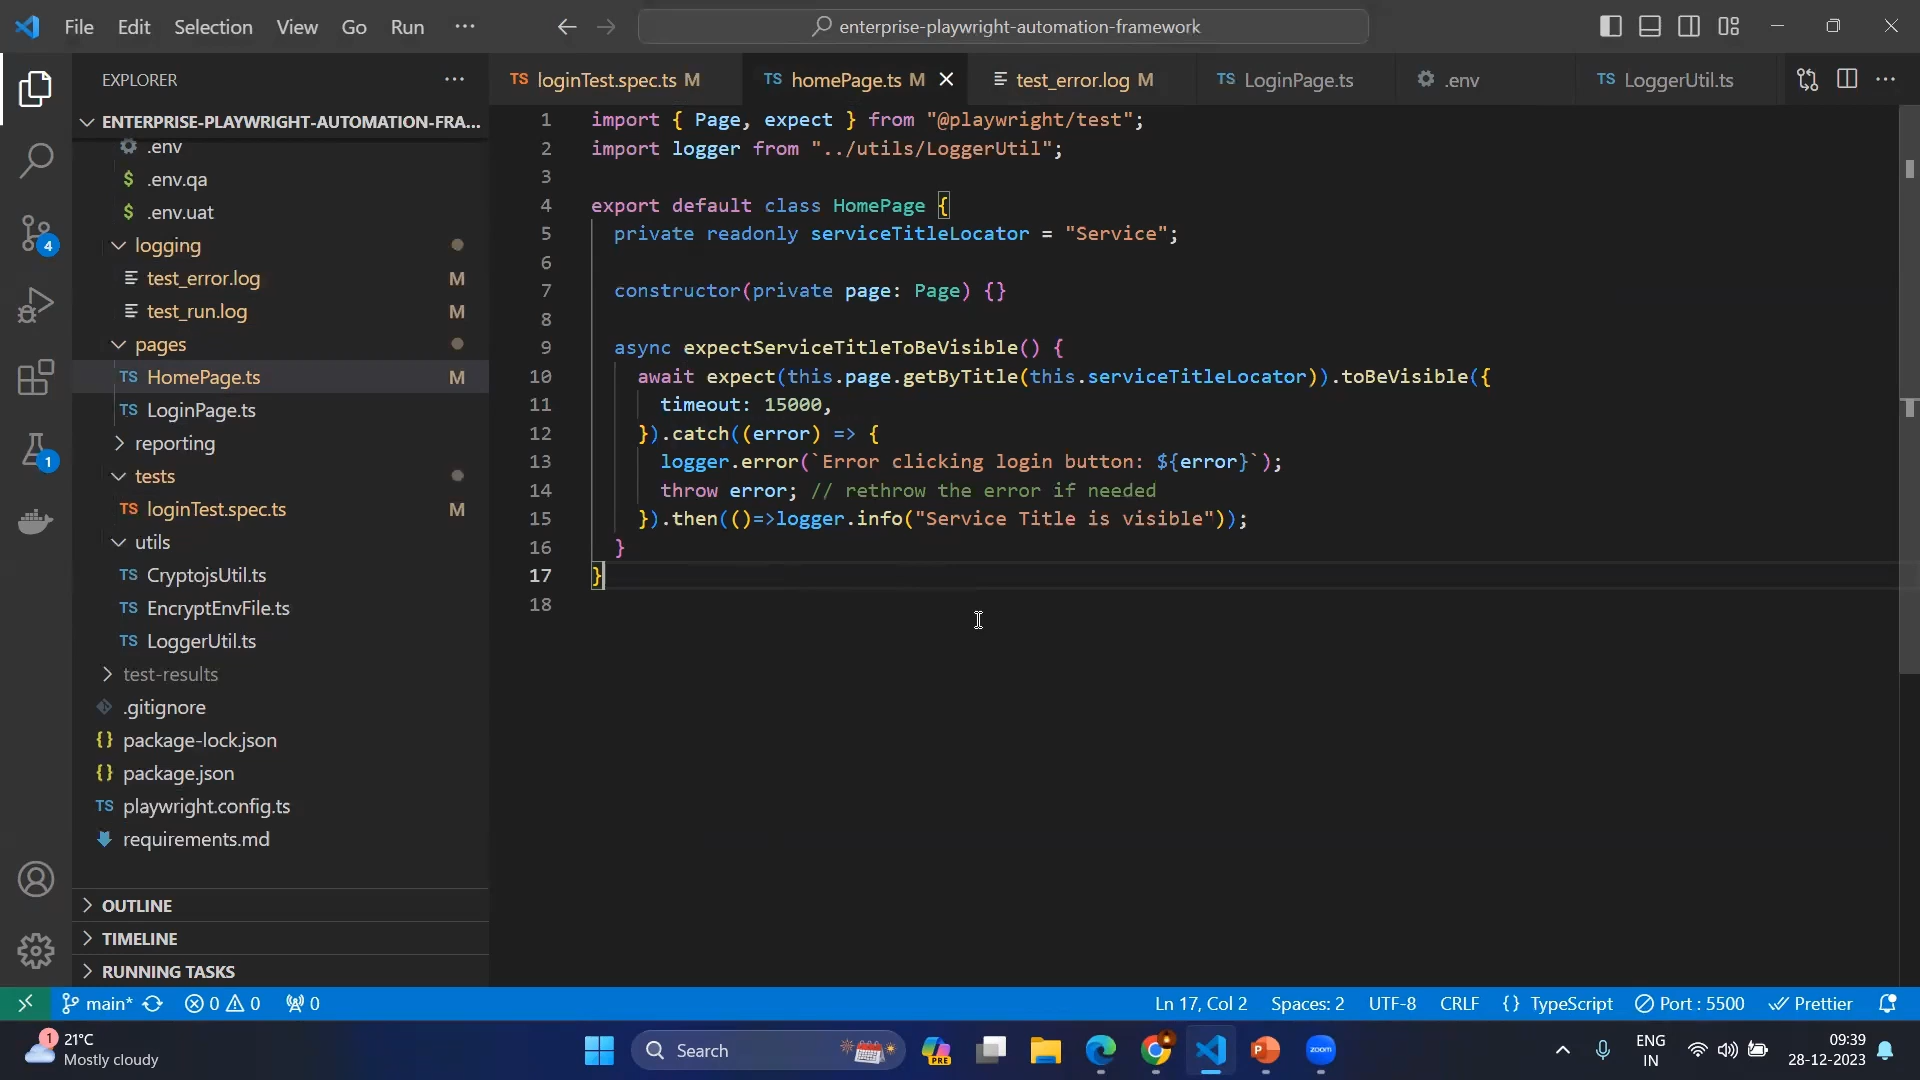 File Edit Selection View Go Run ···
enterprise-playwright-automation-framework
EXPLORER
TS loginTest.spec.ts M
TS homePage.ts M
test_error.log M
TS LoginPage.ts
.env
TS LoggerUtil.ts
ENTERPRISE-PLAYWRIGHT-AUTOMATION-FRA...
.env
$ .env.qa
$ .env.uat
logging
test_error.log M
test_run.log M
pages
TS HomePage.ts M
TS LoginPage.ts
reporting
tests
TS loginTest.spec.ts M
utils
TS CryptojsUtil.ts
TS EncryptEnvFile.ts
TS LoggerUtil.ts
test-results
.gitignore
{} package-lock.json
{} package.json
TS playwright.config.ts
requirements.md
OUTLINE
TIMELINE
RUNNING TASKS
4
1
1 import { Page, expect } from "@playwright/test";
2 import logger from "../utils/LoggerUtil";
3
4 export default class HomePage {
5 private readonly serviceTitleLocator = "Service";
6
7 constructor(private page: Page) {}
8
9 async expectServiceTitleToBeVisible() {
10 await expect(this.page.getByTitle(this.serviceTitleLocator)).toBeVisible({
11 timeout: 15000,
12 }).catch((error) => {
13 logger.error(`Error clicking login button: ${error}`);
14 throw error; // rethrow the error if needed
15 }).then(()=>logger.info("Service Title is visible"));
16 }
17 }
18
main* 0 0 0
Ln 17, Col 2 Spaces: 2 UTF-8 CRLF {} TypeScript Port : 5500 Prettier
1 21°C
Mostly cloudy
Search
PRE
zoom
ENG
IN
09:39
28-12-2023